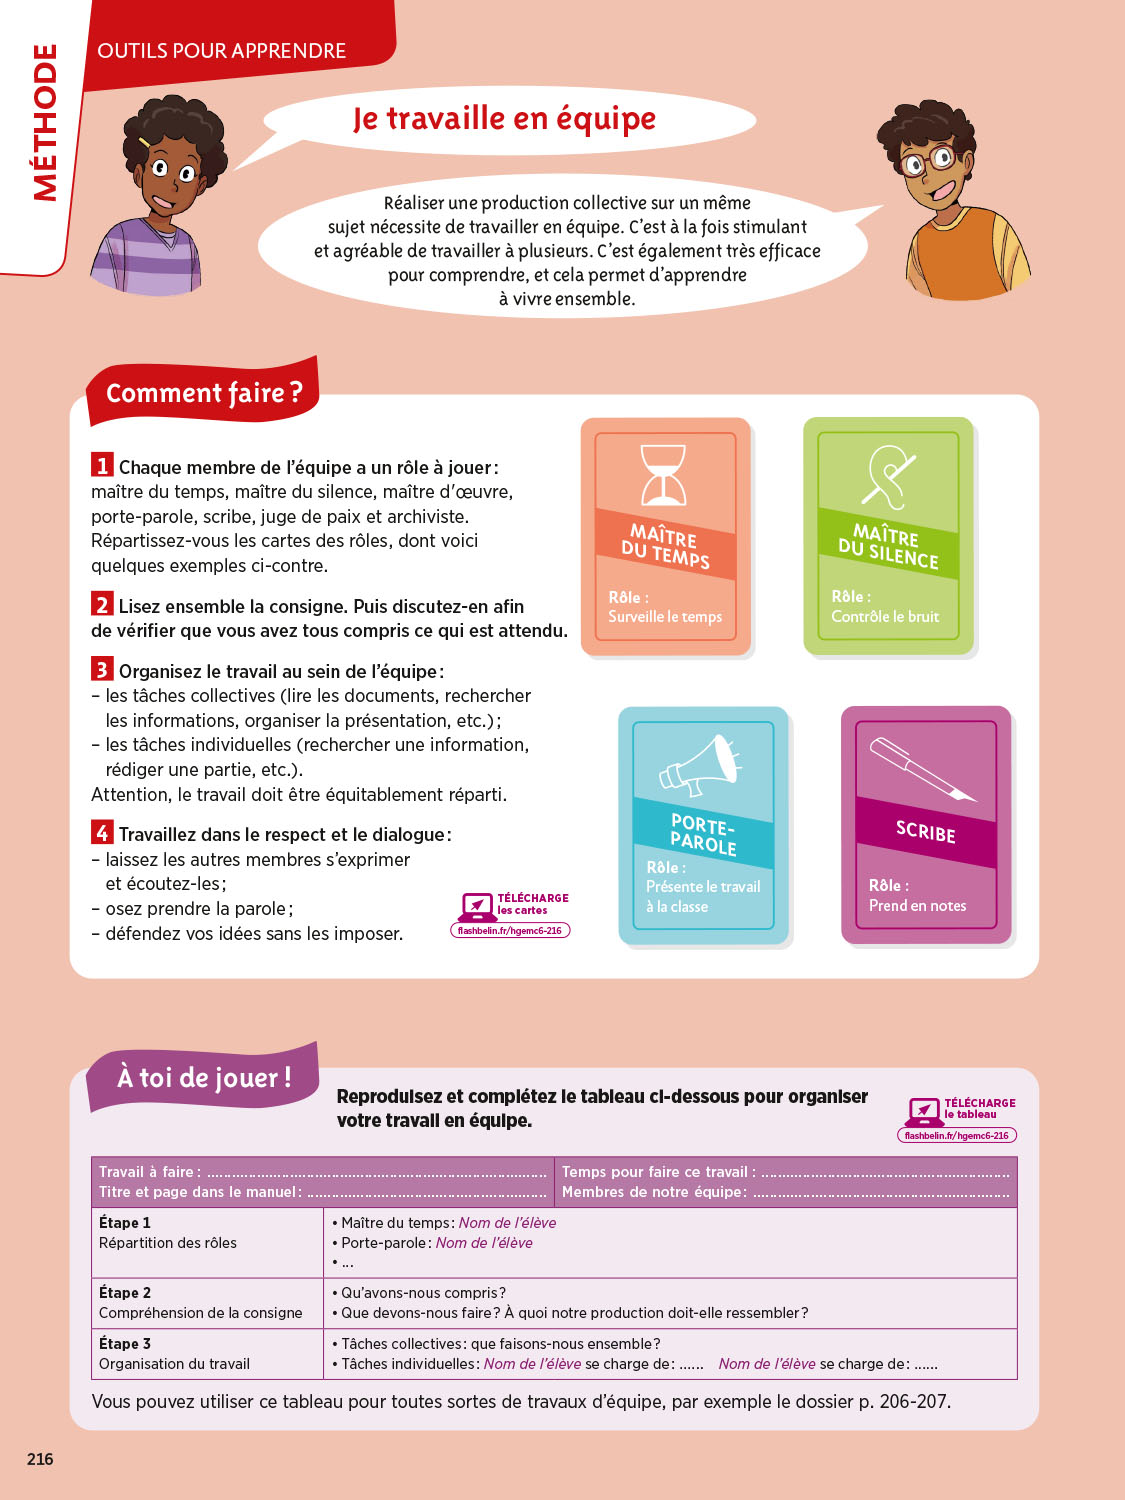 MÉTHODE
OUTILS POUR APPRENDRE
Je travaille en équipe
Réaliser une production collective sur un même
sujet nécessite de travailler en équipe. C'est à la fois stimulant
et agréable de travailler à plusieurs. C'est également très efficace
pour comprendre, et cela permet d'apprendre
à vivre ensemble.
Comment faire ?
1 Chaque membre de l'équipe a un rôle à jouer :
maître du temps, maître du silence, maître d'œuvre,
porte-parole, scribe, juge de paix et archiviste.
Répartissez-vous les cartes des rôles, dont voici
quelques exemples ci-contre.
2 Lisez ensemble la consigne. Puis discutez-en afin
de vérifier que vous avez tous compris ce qui est attendu.
3 Organisez le travail au sein de l'équipe :
– les tâches collectives (lire les documents, rechercher
les informations, organiser la présentation, etc.) ;
– les tâches individuelles (rechercher une information,
rédiger une partie, etc.).
Attention, le travail doit être équitablement réparti.
4 Travaillez dans le respect et le dialogue :
– laissez les autres membres s'exprimer
et écoutez-les ;
– osez prendre la parole ;
– défendez vos idées sans les imposer.
TÉLÉCHARGE
les cartes
flashbelin.fr/hgemc6-216
MAÎTRE
DU TEMPS
Rôle :
Surveille le temps
MAÎTRE
DU SILENCE
Rôle :
Contrôle le bruit
PORTE-
PAROLE
Rôle :
Présente le travail
à la classe
SCRIBE
Rôle :
Prend en notes
À toi de jouer !
Reproduisez et complétez le tableau ci-dessous pour organiser
votre travail en équipe.
TÉLÉCHARGE
le tableau
flashbelin.fr/hgemc6-216
Travail à faire : ..........................................................................
Titre et page dans le manuel : ....................................................
Temps pour faire ce travail : ......................................................
Membres de notre équipe : ........................................................
Étape 1
Répartition des rôles
• Maître du temps : Nom de l'élève
• Porte-parole : Nom de l'élève
• ...
Étape 2
Compréhension de la consigne
• Qu'avons-nous compris ?
• Que devons-nous faire ? À quoi notre production doit-elle ressembler ?
Étape 3
Organisation du travail
• Tâches collectives : que faisons-nous ensemble ?
• Tâches individuelles : Nom de l'élève se charge de : ...... Nom de l'élève se charge de : ......
Vous pouvez utiliser ce tableau pour toutes sortes de travaux d'équipe, par exemple le dossier p. 206-207.
216